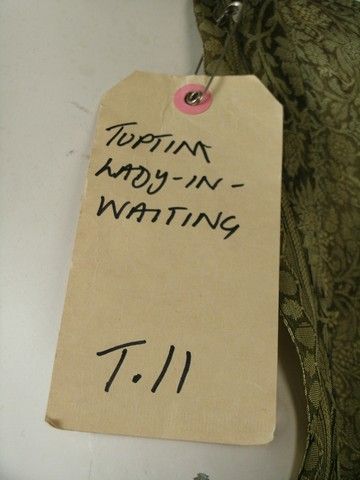 TUPTIM
LADY-IN-
WAITING
T.11